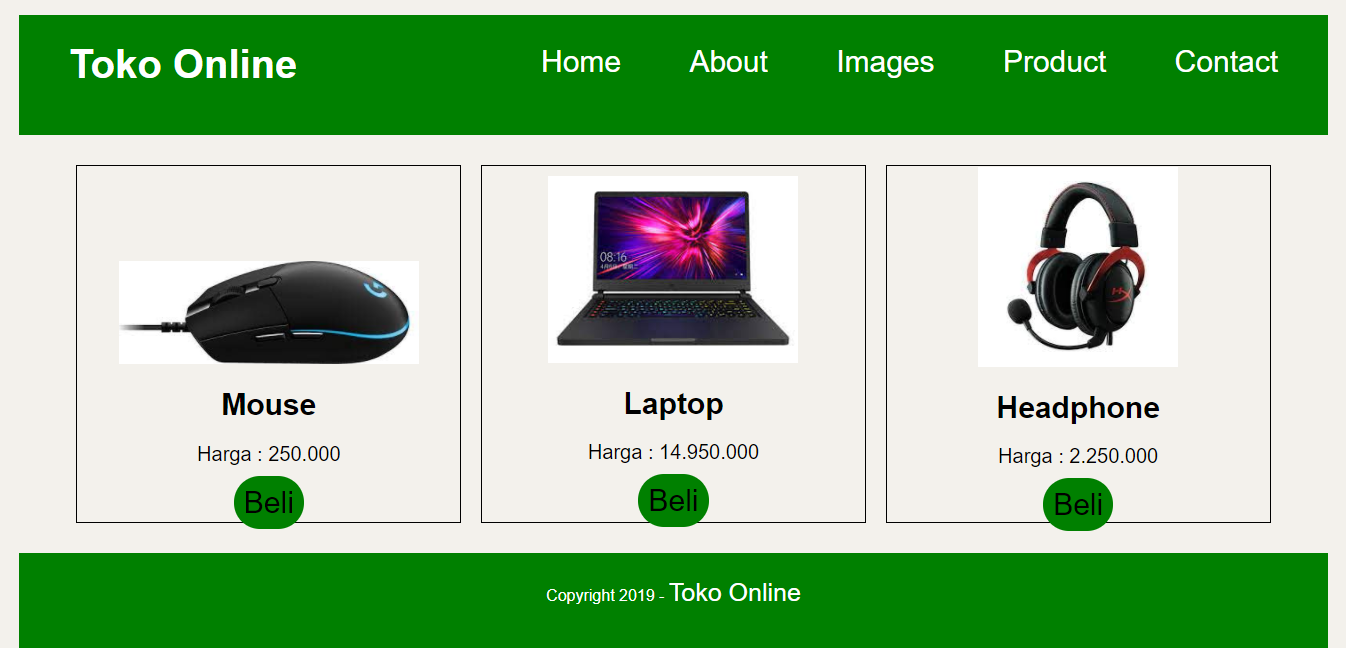 Toko Online
Home About Images Product Contact
08:16
Mouse
Harga : 250.000
Beli
Laptop
Harga : 14.950.000
Beli
HX
Headphone
Harga : 2.250.000
Beli
Copyright 2019 - Toko Online